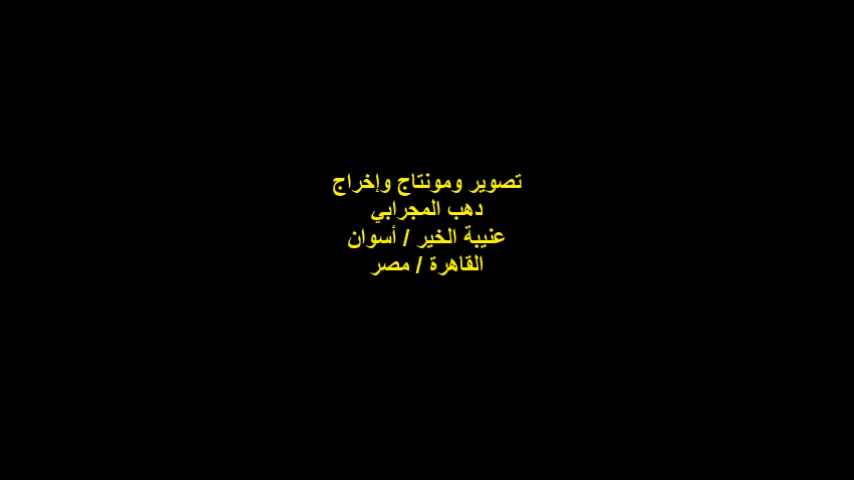 تصوير ومونتاج وإخراج
دهب المجرابي
عنيبة الخير / أسوان
القاهرة / مصر